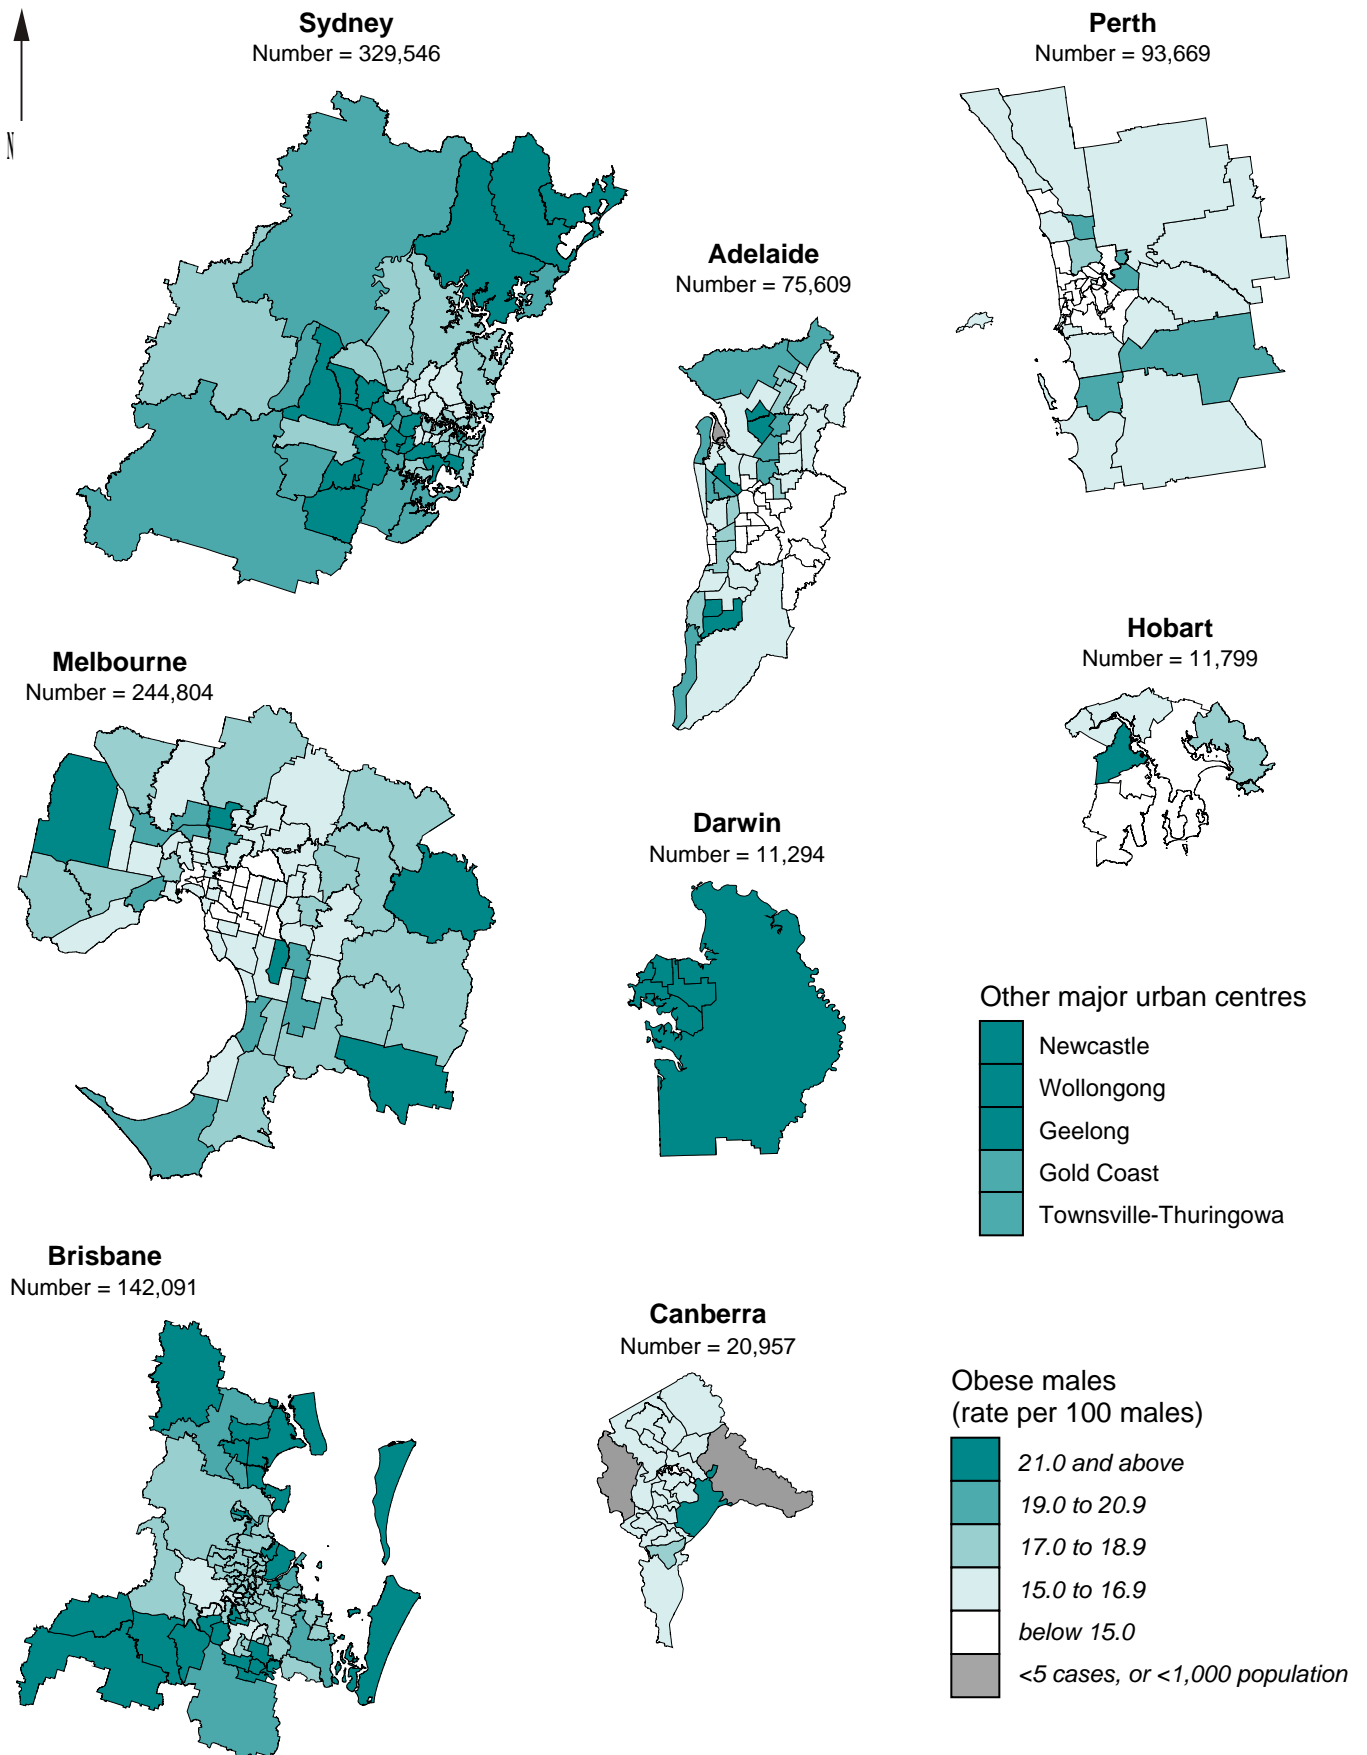 N
Sydney
Number = 329,546
Perth
Number = 93,669
Adelaide
Number = 75,609
Hobart
Number = 11,799
Melbourne
Number = 244,804
Darwin
Number = 11,294
Other major urban centres
Newcastle
Wollongong
Geelong
Gold Coast
Townsville-Thuringowa
Brisbane
Number = 142,091
Canberra
Number = 20,957
Obese males
(rate per 100 males)
21.0 and above
19.0 to 20.9
17.0 to 18.9
15.0 to 16.9
below 15.0
<5 cases, or <1,000 population